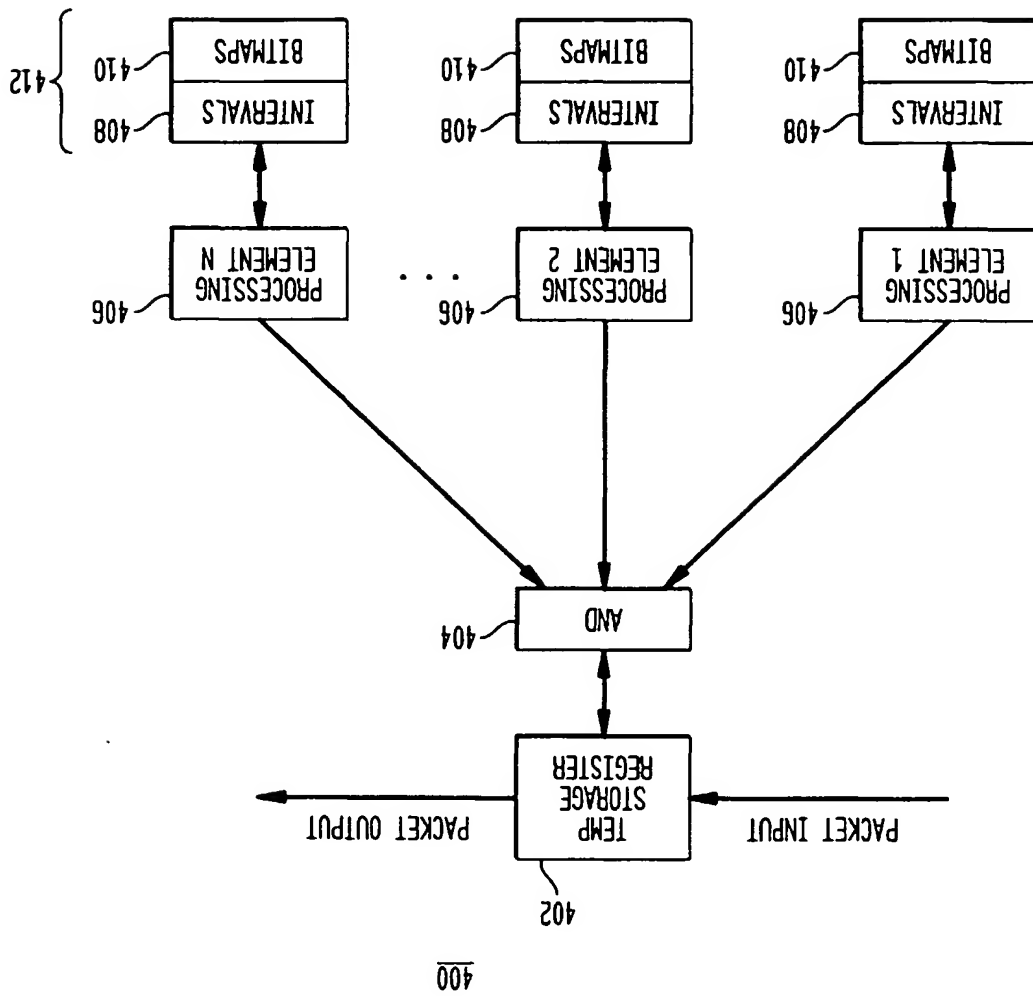 400
402
PACKET INPUT
TEMP
STORAGE
REGISTER
PACKET OUTPUT
AND
404
PROCESSING
ELEMENT 1
406
PROCESSING
ELEMENT 2
406
. . .
PROCESSING
ELEMENT N
406
INTERVALS
408
INTERVALS
408
INTERVALS
408
BITMAPS
410
BITMAPS
410
BITMAPS
410
412